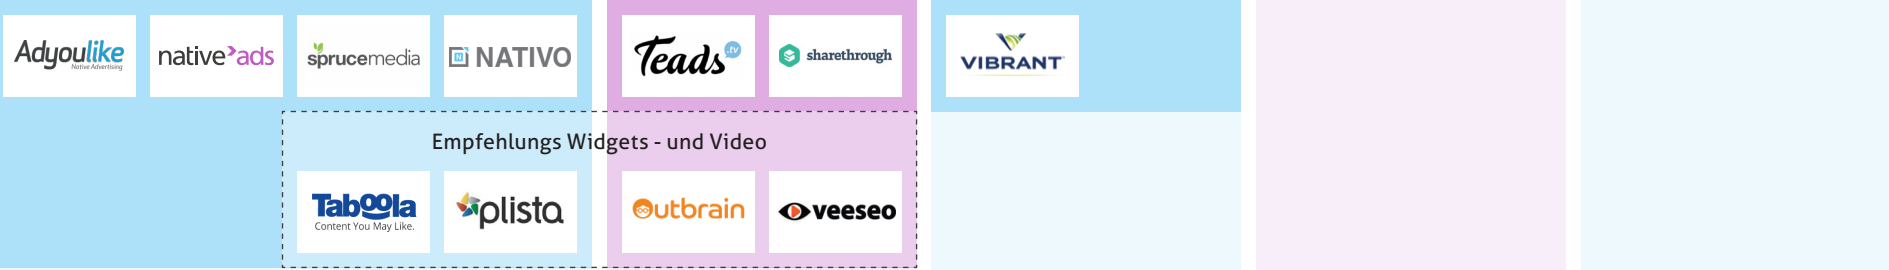 Adyoulike
Native Advertising
native ads
sprucemedia
N NATIVO
Teads .tv
sharethrough
VIBRANT
Empfehlungs Widgets - und Video
Taboola
Content You May Like.
plista
Outbrain
veeseo